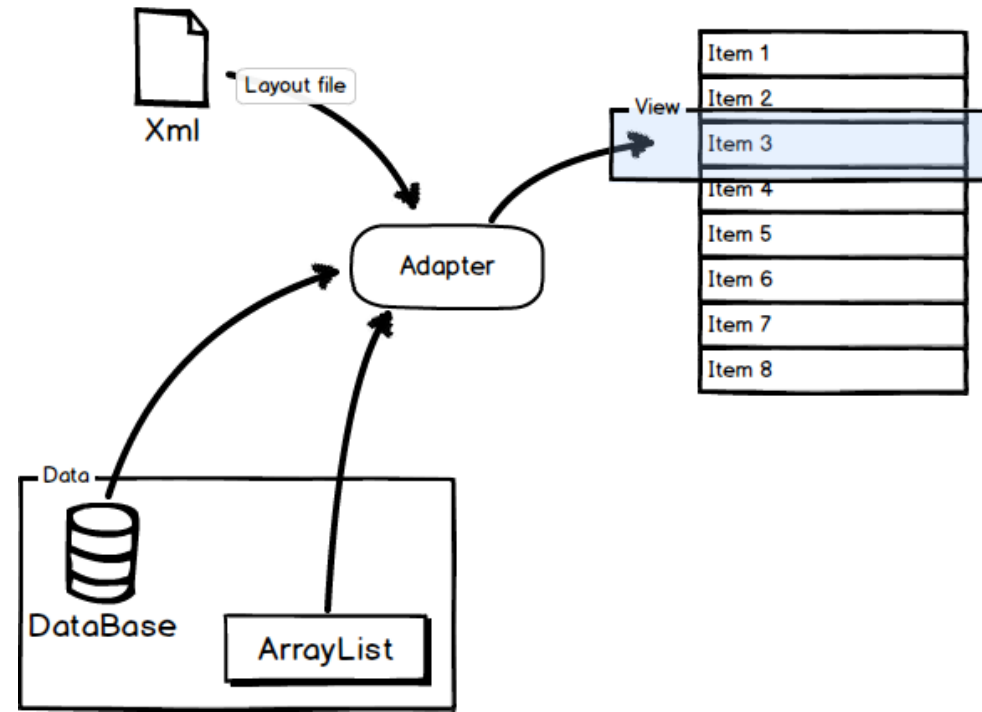 Xml
Layout file
Adapter
View
Item 1
Item 2
Item 3
Item 4
Item 5
Item 6
Item 7
Item 8
Data
DataBase
ArrayList